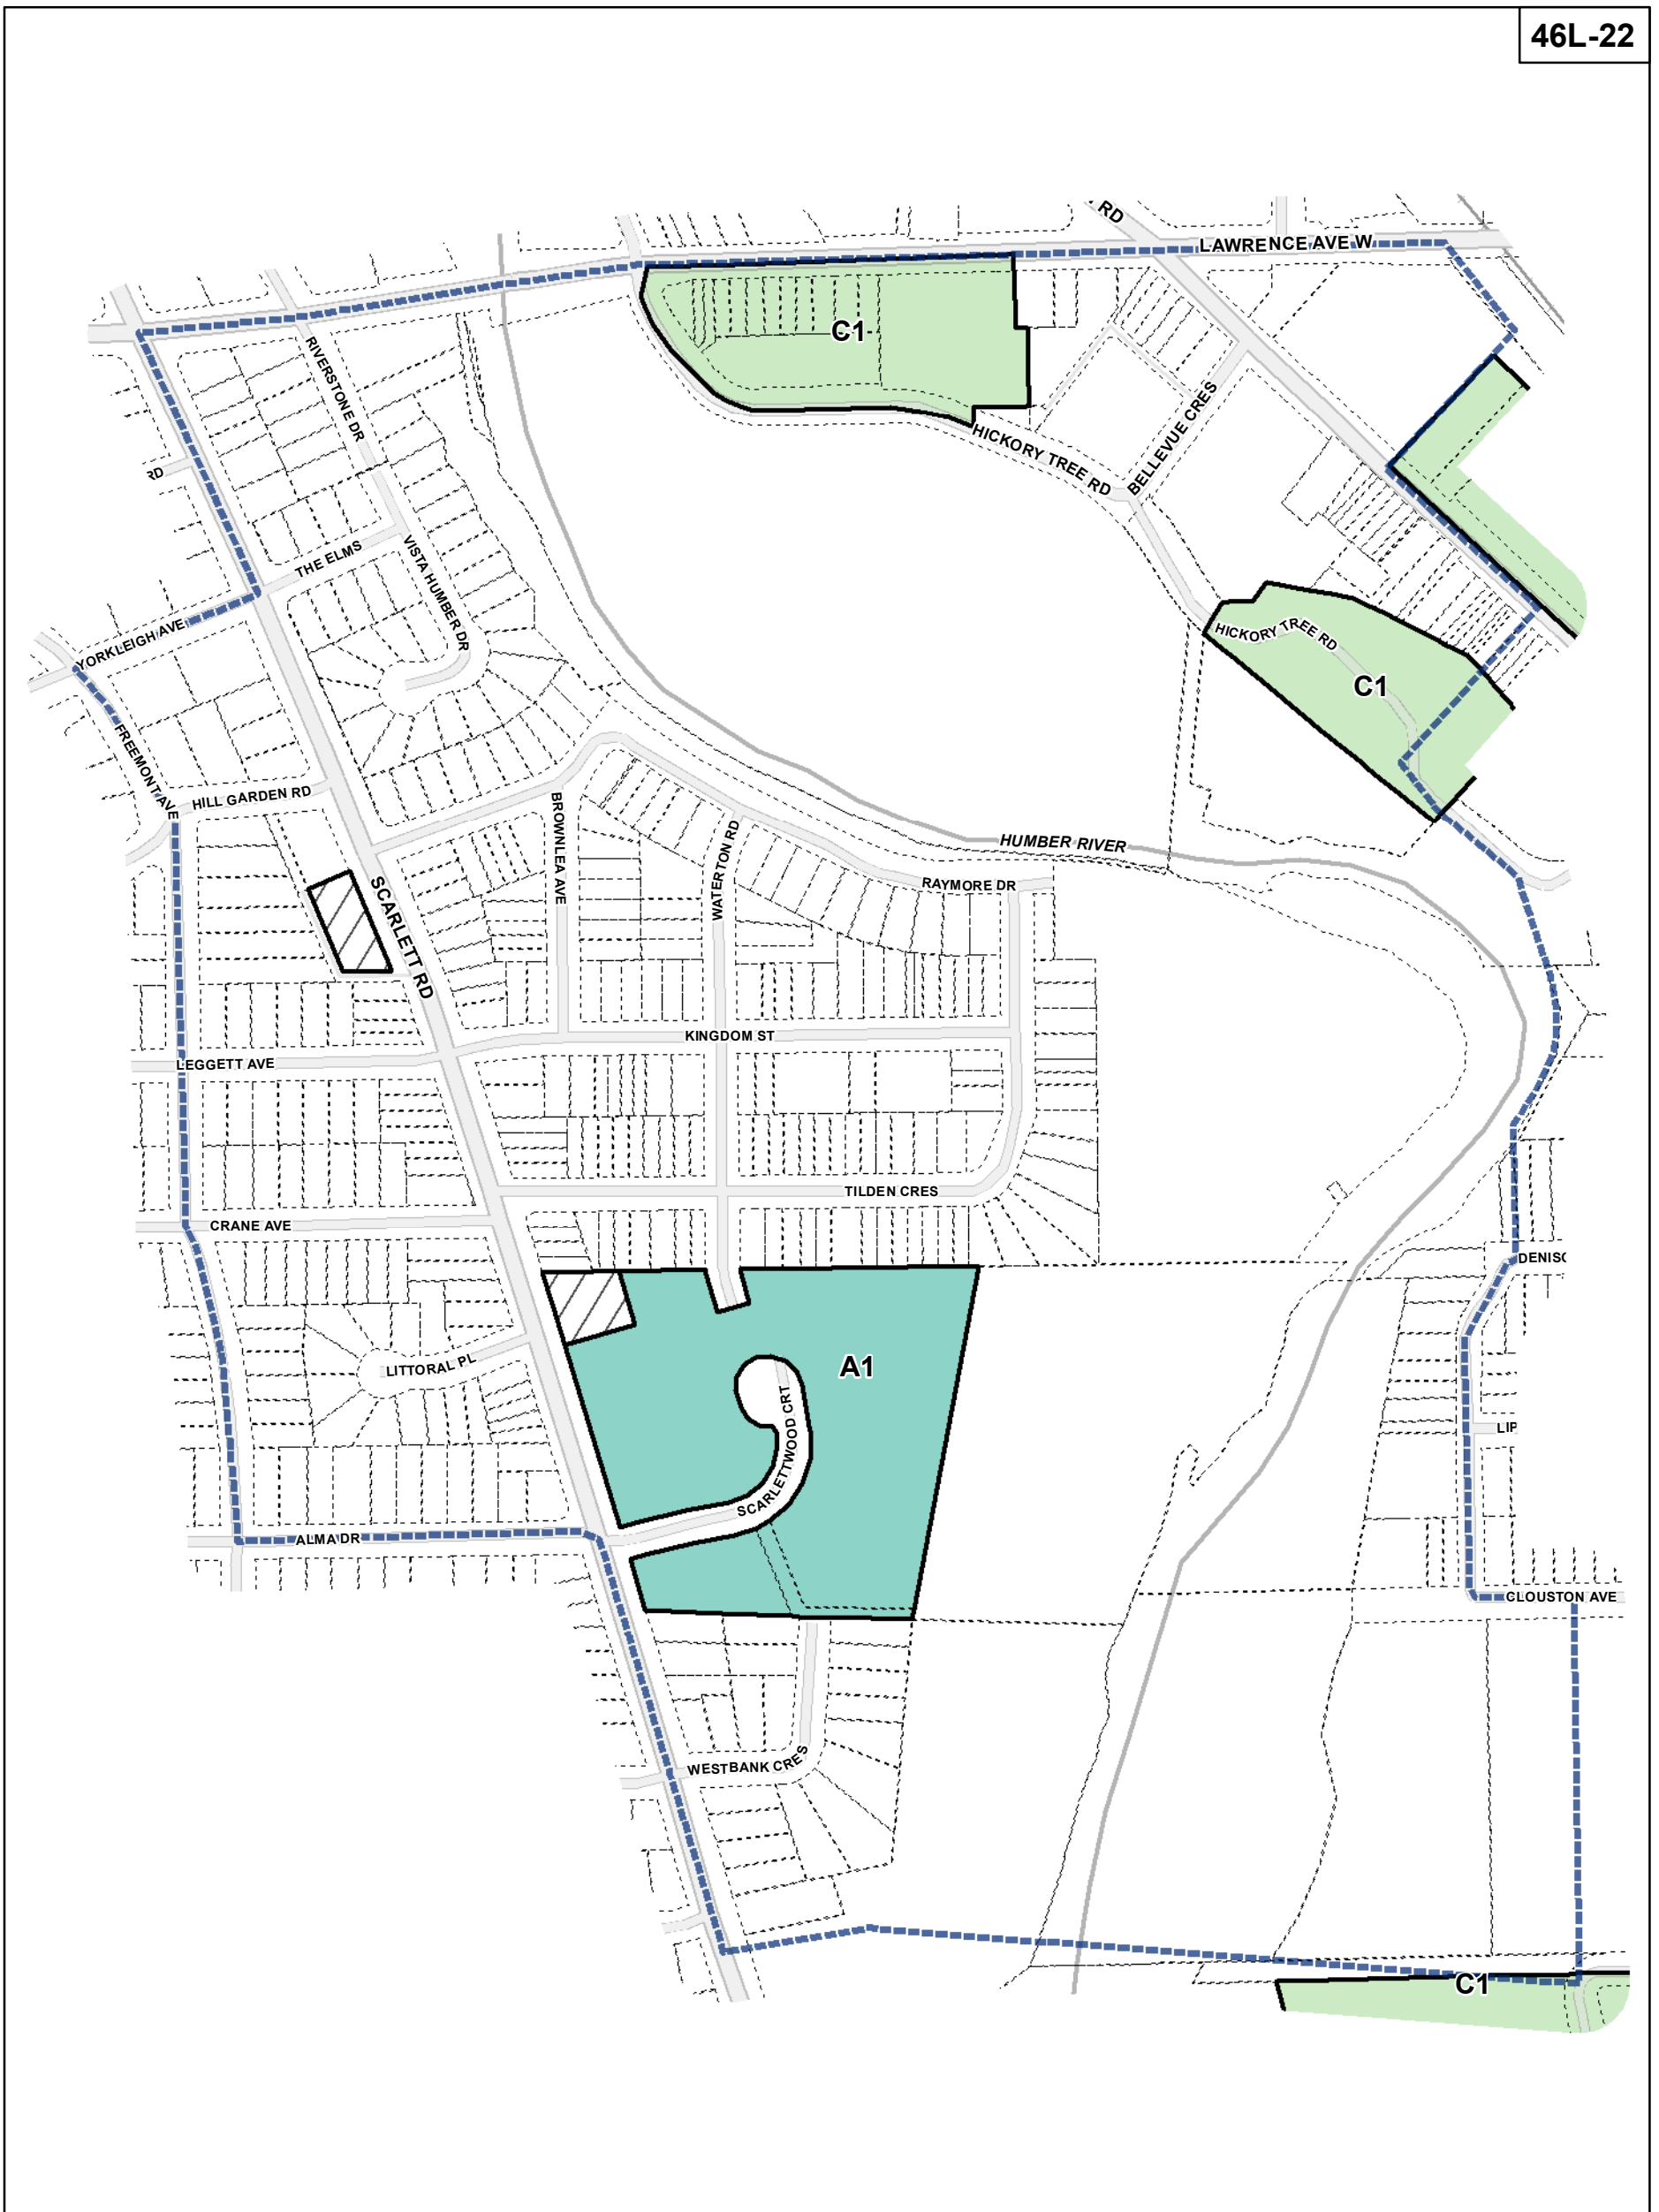 46L-22
RD
LAWRENCE AVE W
C1
RIVERSTONE DR
HICKORY TREE RD
BELLEVUE CRES
RD
THE ELMS
VISTA HUMBER DR
YORKLEIGH AVE
HICKORY TREE RD
C1
FREEMONT AVE
HILL GARDEN RD
BROWNLEA AVE
WATERTON RD
HUMBER RIVER
RAYMORE DR
SCARLETT RD
KINGDOM ST
LEGGETT AVE
TILDEN CRES
CRANE AVE
DENISO
LITTORAL PL
A1
SCARLETTWOOD CRT
LIP
ALMA DR
CLOUSTON AVE
WESTBANK CRES
C1